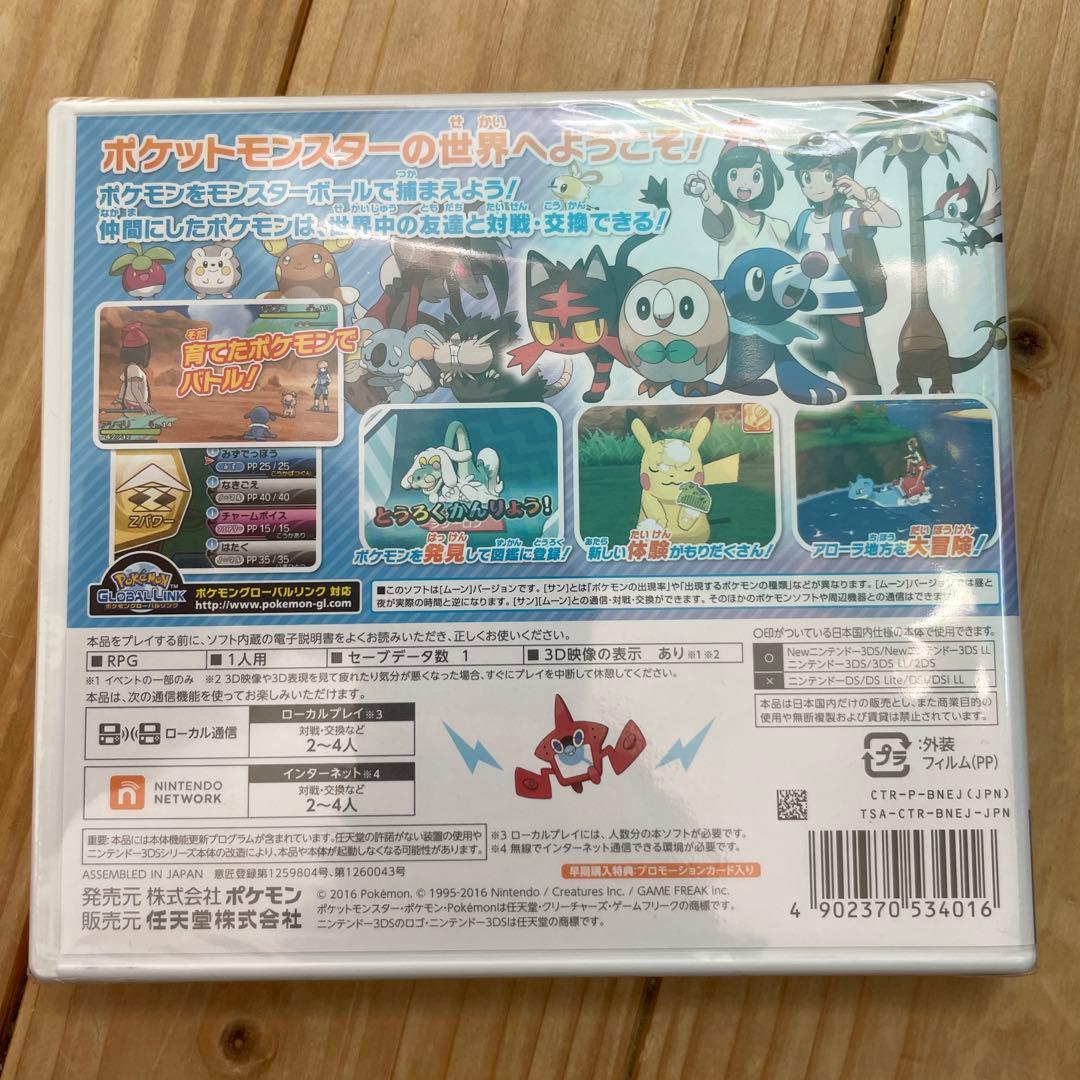 ポケットモンスターの世界へようこそ!
ポケモンをモンスターボールで捕まえよう!
仲間にしたポケモンは、世界中の友達と対戦・交換できる!
育てたポケモンで
バトル!
みずでっぽう
みず PP 25/25
こうかばつぐん
なきごえ
ノーマル PP 40/40
チャームボイス
フェアリー PP 15/15
こうかあり
はたく
ノーマル PP 35/35
Zパワー
とうろくかんりょう!
ポケモンを発見して図鑑に登録!
新しい体験がもりだくさん!
アローラ地方を大冒険!
Pokémon
GLOBAL LINK
ポケモングローバルリンク
ポケモングローバルリンク 対応
http://www.pokemon-gl.com
■このソフトは[ムーン]バージョンです。[サン]とは「ポケモンの出現率」や「出現するポケモンの種類」などが異なります。[ムーン]バージョンでは昼と
夜が実際の時間と逆になります。[サン][ムーン]との通信・対戦・交換ができます。そのほかのポケモンソフトや周辺機器との通信はできません。
本品をプレイする前に、ソフト内蔵の電子説明書をよくお読みいただき、正しくお使いください。
■RPG ■1人用 ■セーブデータ数 1 ■3D映像の表示 あり※1※2
※1 イベントの一部のみ ※2 3D映像や3D表現を見て疲れたり気分が悪くなった場合、すぐにプレイを中断して休憩してください。
本品は、次の通信機能を使ってお楽しみいただけます。
〇印がついている日本国内仕様の本体で使用できます。
〇 Newニンテンドー3DS/Newニンテンドー3DS LL
ニンテンドー3DS/3DS LL/2DS
× ニンテンドーDS/DS Lite/DSi/DSi LL
本品は日本国内だけの販売とし、また商業目的の
使用や無断複製および賃貸は禁止されています。
ローカル通信
ローカルプレイ※3
対戦・交換など
2~4人
NINTENDO
NETWORK
インターネット※4
対戦・交換など
2~4人
プラ
:外装
フィルム(PP)
CTR-P-BNEJ(JPN)
TSA-CTR-BNEJ-JPN
重要:本品には本体機能更新プログラムが含まれています。任天堂の許諾がない装置の使用や
ニンテンドー3DSシリーズ本体の改造により、本品や本体が起動しなくなる可能性があります。
※3 ローカルプレイには、人数分の本ソフトが必要です。
※4 無線でインターネット通信できる環境が必要です。
ASSEMBLED IN JAPAN 意匠登録第1259804号、第1260043号
早期購入特典:プロモーションカード入り
発売元 株式会社ポケモン
販売元 任天堂株式会社
© 2016 Pokémon. © 1995-2016 Nintendo / Creatures Inc. / GAME FREAK inc.
ポケットモンスター・ポケモン・Pokémonは任天堂・クリーチャーズ・ゲームフリークの商標です。
ニンテンドー3DSのロゴ・ニンテンドー3DSは任天堂の商標です。
4 902370 534016